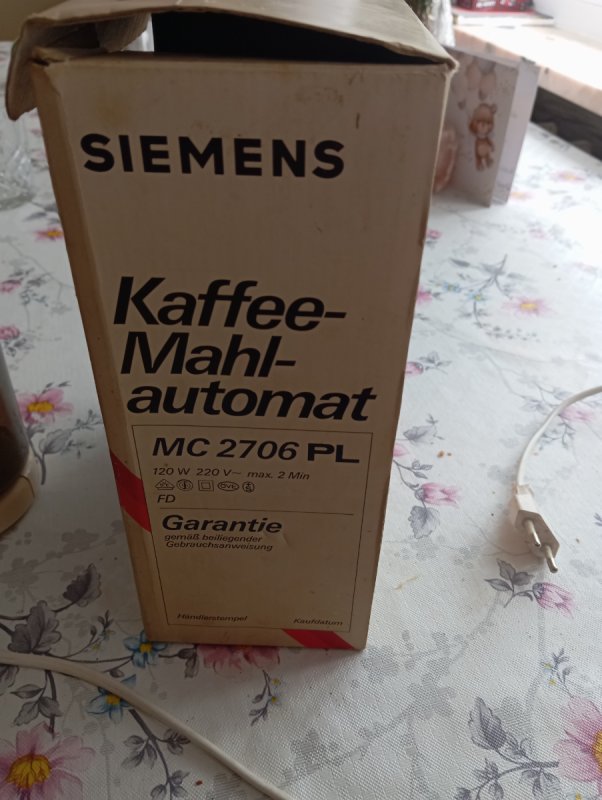 SIEMENS
Kaffee-
Mahl-
automat
MC 2706 PL
120 W 220 V~ max. 2 Min
FD
Garantie
gemäß beiliegender
Gebrauchsanweisung
Händlerstempel Kaufdatum